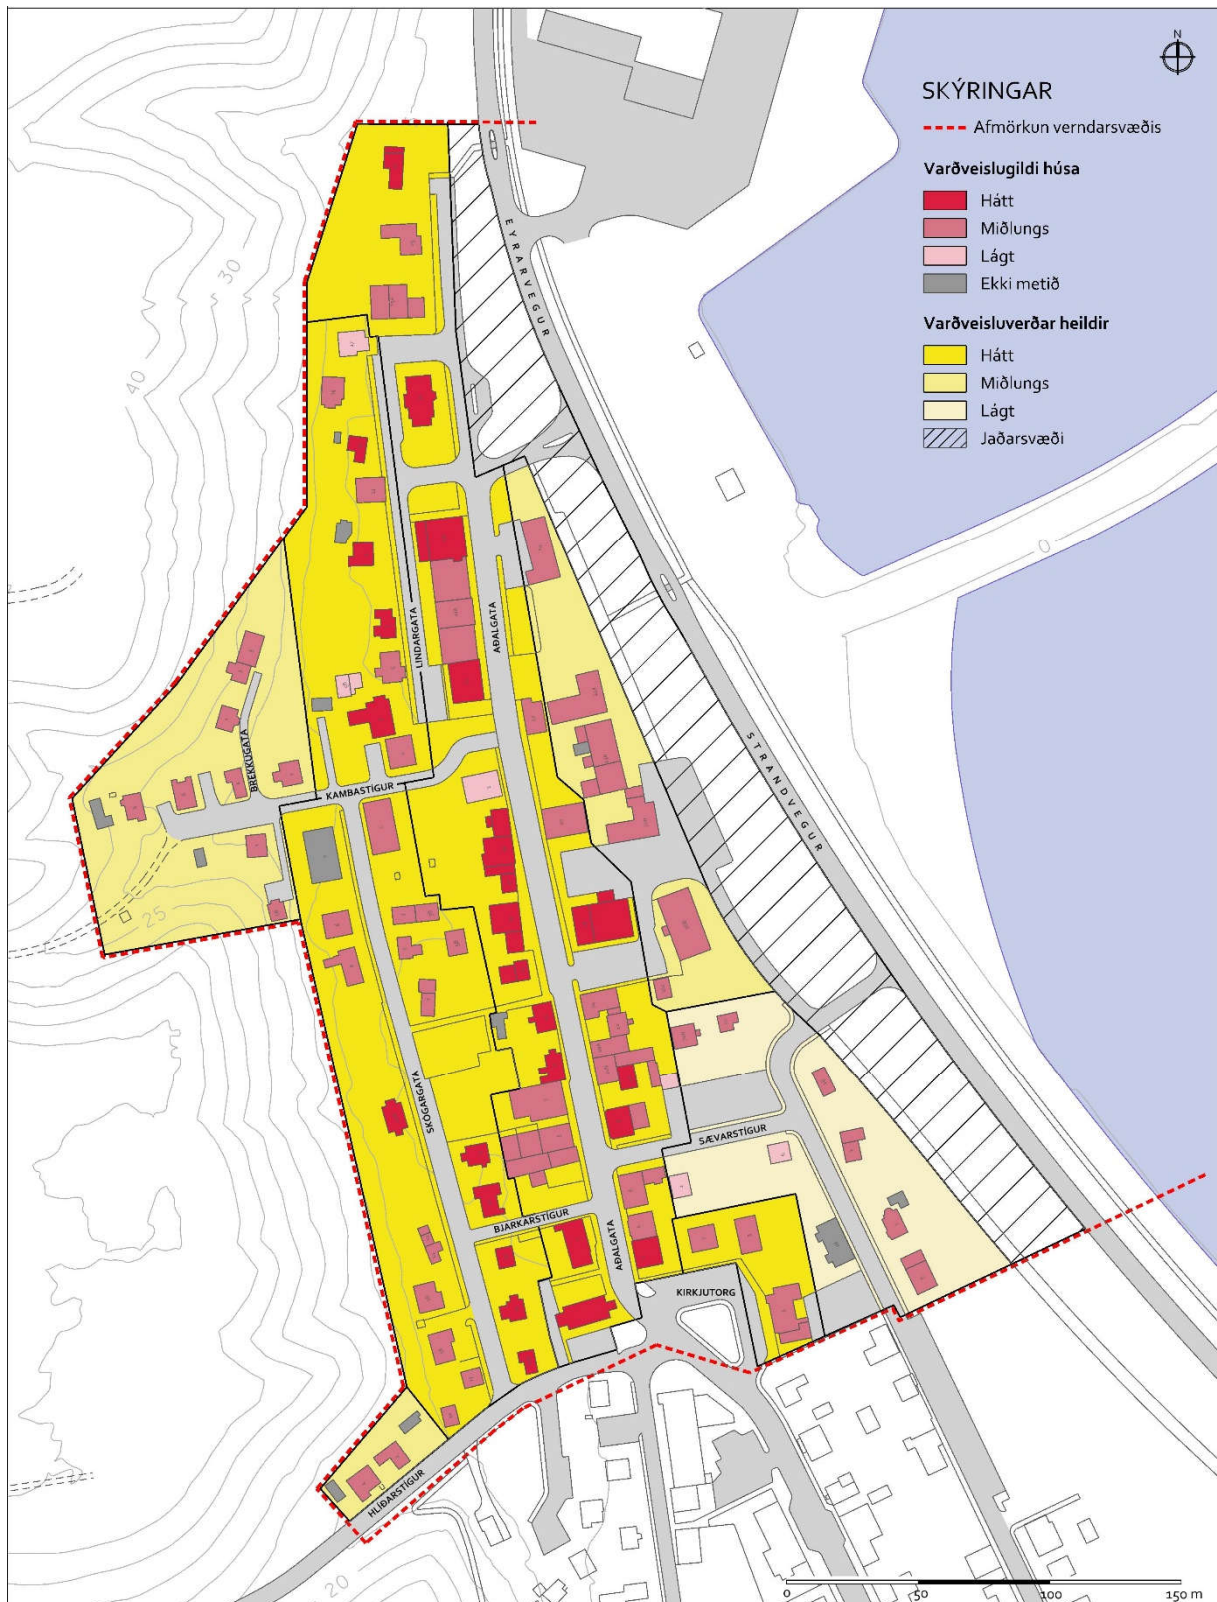 N
SKÝRINGAR
Afmörkun verndarsvæðis
Varðveislugildi húsa
Hátt
Miðlungs
Lágt
Ekki metið
Varðveisluverðar heildir
Hátt
Miðlungs
Lágt
Jaðarsvæði
EYRARVEGUR
30
40
0
LINDARGATA
AÐALGATA
BREKKUGATA
STRANDVEGUR
KAMBASTÍGUR
25
SKÓGARGATA
SÆVARSTÍGUR
BJARKARSTÍGUR
AÐALGATA
KIRKJUTORG
HLÍÐARSTÍGUR
20
0 50 100 150 m